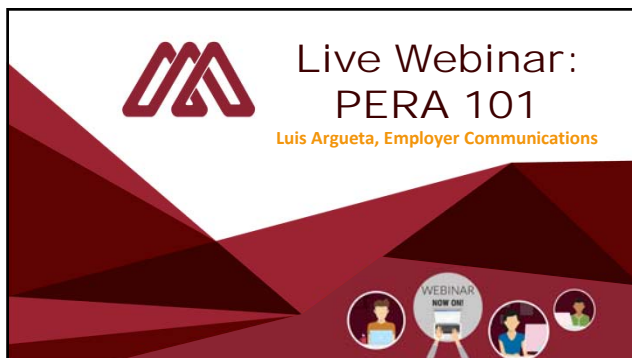 Live Webinar:
PERA 101
Luis Argueta, Employer Communications
WEBINAR
NOW ON!